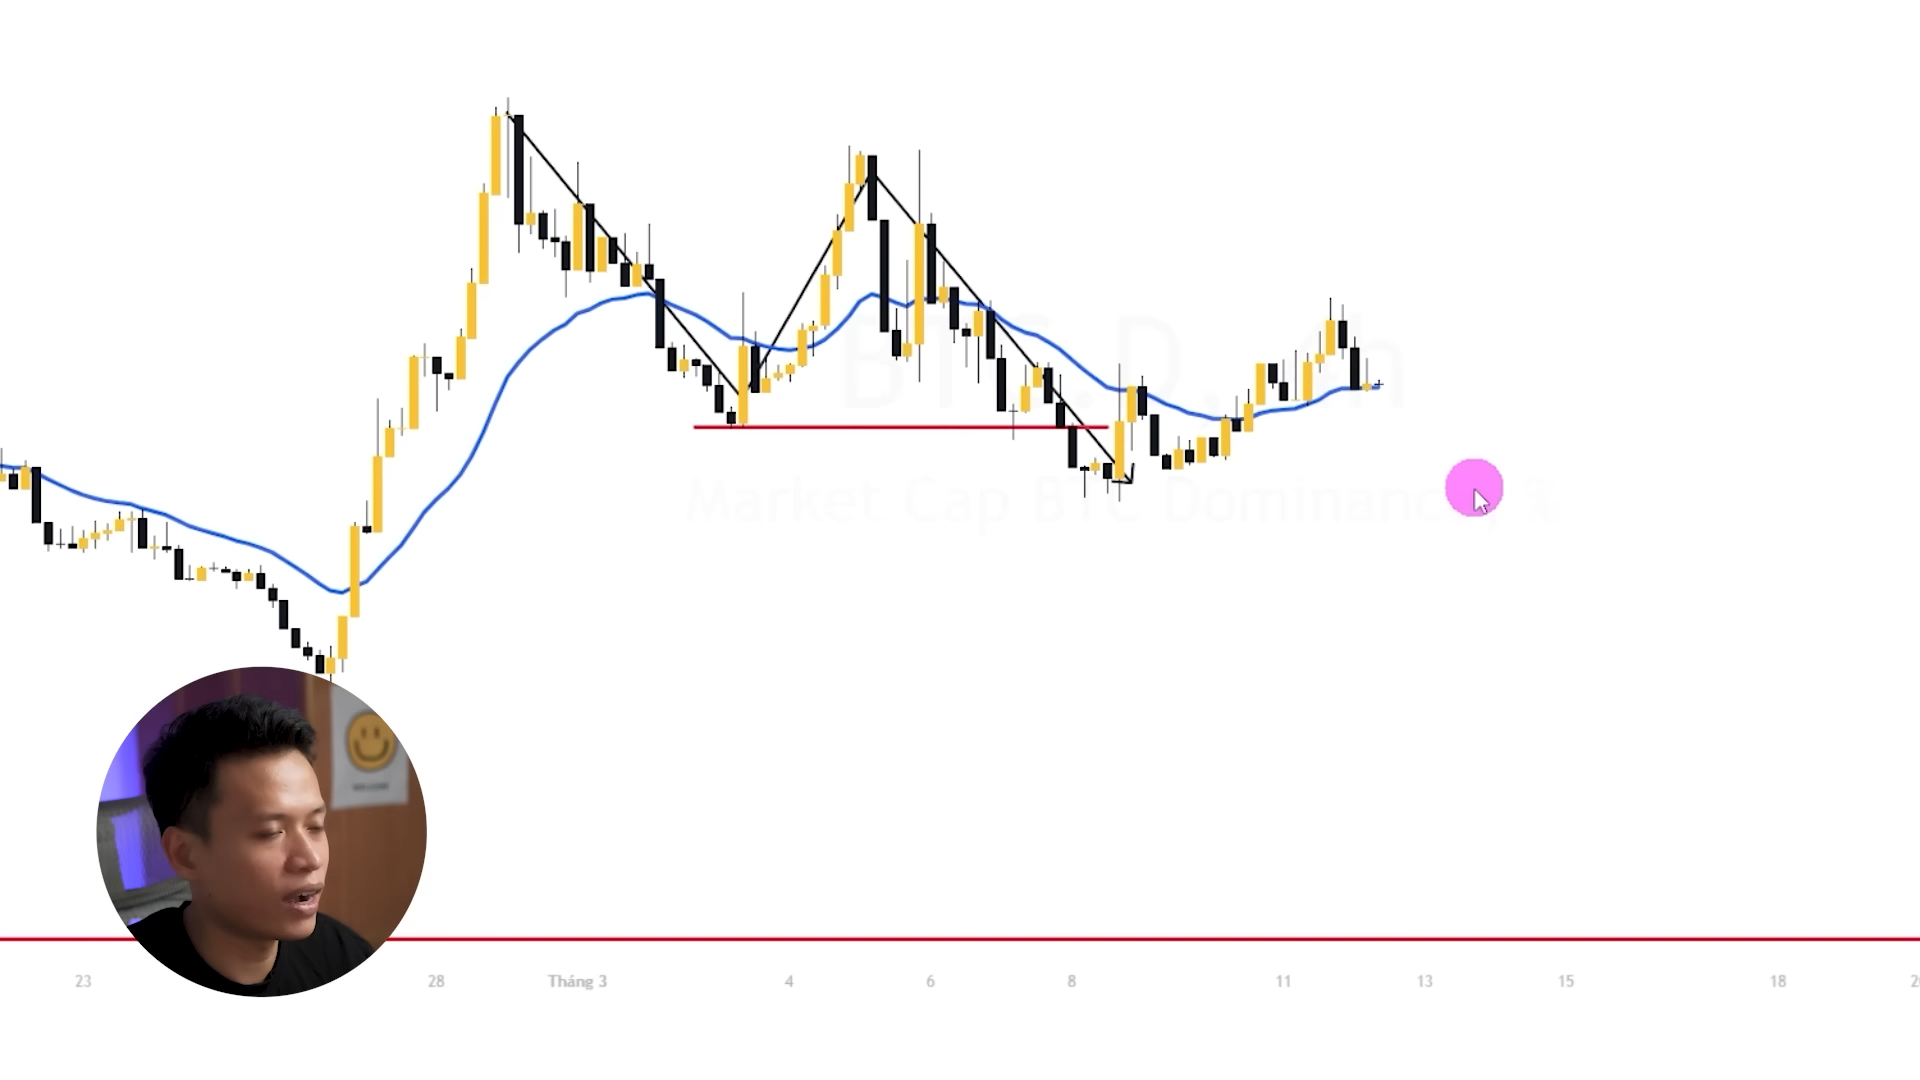 BTC.D, 4h
Market Cap BTC Dominance, %
23 28 Tháng 3 4 6 8 11 13 15 18